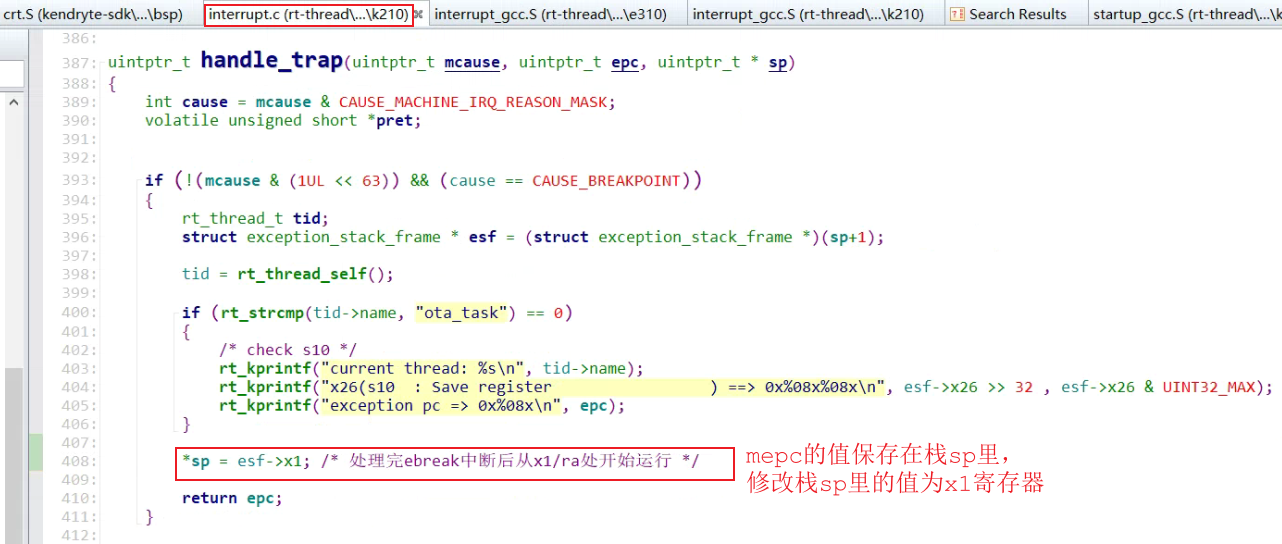 crt.S (kendryte-sdk\...\bsp) interrupt.c (rt-thread\...\k210) interrupt_gcc.S (rt-thread\...\e310) interrupt_gcc.S (rt-thread\...\k210) Search Results startup_gcc.S (rt-thread\...\k
386:
387: uintptr_t handle_trap(uintptr_t mcause, uintptr_t epc, uintptr_t * sp)
388: {
389: int cause = mcause & CAUSE_MACHINE_IRQ_REASON_MASK;
390: volatile unsigned short *pret;
391:
392:
393: if (!(mcause & (1UL << 63)) && (cause == CAUSE_BREAKPOINT))
394: {
395: rt_thread_t tid;
396: struct exception_stack_frame * esf = (struct exception_stack_frame *)(sp+1);
397:
398: tid = rt_thread_self();
399:
400: if (rt_strcmp(tid->name, "ota_task") == 0)
401: {
402: /* check s10 */
403: rt_kprintf("current thread: %s\n", tid->name);
404: rt_kprintf("x26(s10  : Save register                 ) ==> 0x%08x%08x\n", esf->x26 >> 32 , esf->x26 & UINT32_MAX);
405: rt_kprintf("exception pc => 0x%08x\n", epc);
406: }
407:
408: *sp = esf->x1; /* 处理完ebreak中断后从x1/ra处开始运行 */
mepc的值保存在栈sp里，
修改栈sp里的值为x1寄存器
409:
410: return epc;
411: }
412: